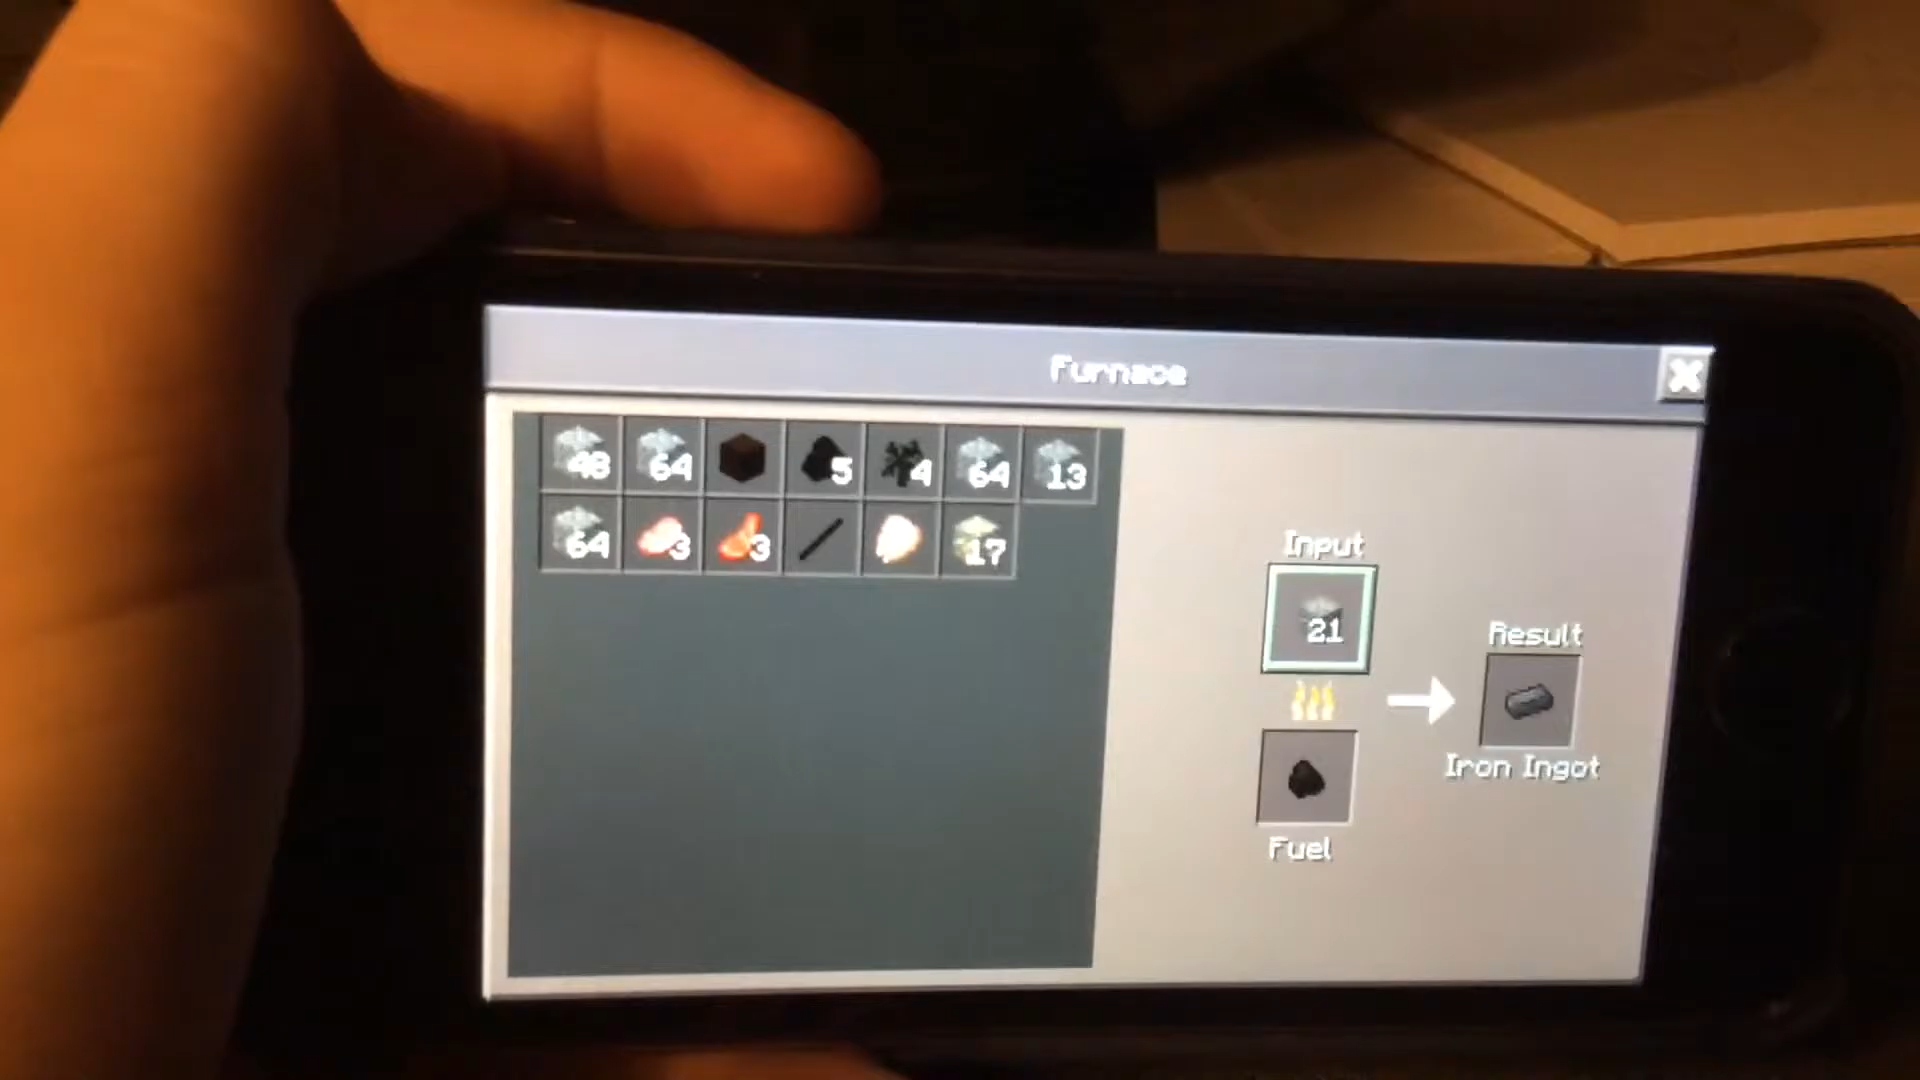 Furnace
48 64 5 4 64 13
64 3 3 17
Input
21
Result
Iron Ingot
Fuel